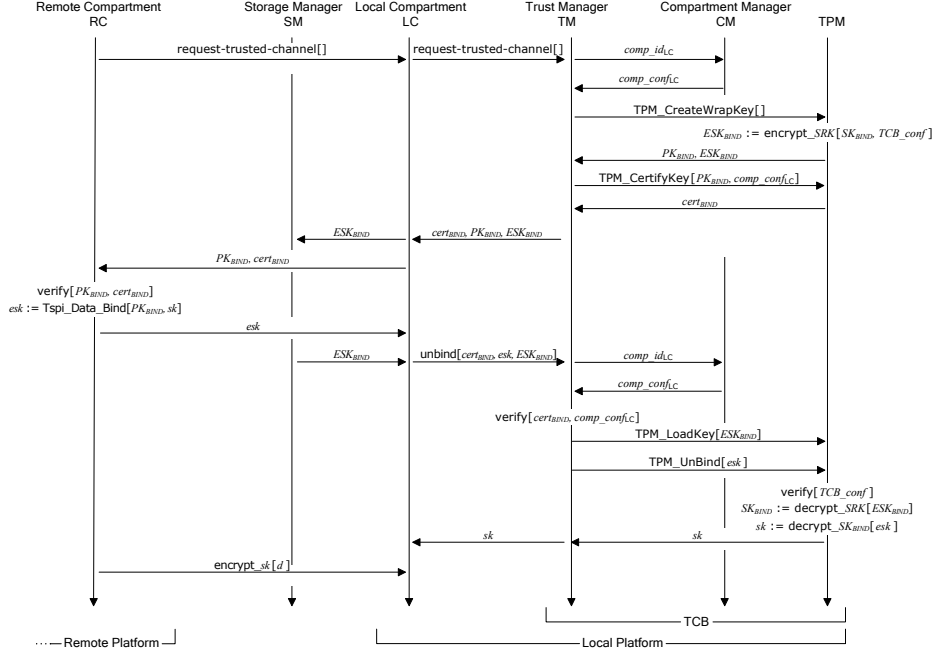 Remote Compartment Storage Manager Local Compartment Trust Manager Compartment Manager
RC SM LC TM CM TPM
request-trusted-channel[] request-trusted-channel[] comp_idLC
comp_confLC
TPM_CreateWrapKey[]
ESKBIND := encrypt_SRK[SKBIND, TCB_conf]
PKBIND, ESKBIND
TPM_CertifyKey[PKBIND, comp_confLC]
certBIND
ESKBIND certBIND, PKBIND, ESKBIND
PKBIND, certBIND
verify[PKBIND, certBIND]
esk := Tspi_Data_Bind[PKBIND, sk]
esk
ESKBIND unbind[certBIND, esk, ESKBIND] comp_idLC
comp_confLC
verify[certBIND, comp_confLC]
TPM_LoadKey[ESKBIND]
TPM_UnBind[esk]
verify[TCB_conf]
SKBIND := decrypt_SRK[ESKBIND]
sk := decrypt_SKBIND[esk]
sk sk
encrypt_sk[d]
TCB
... Remote Platform Local Platform